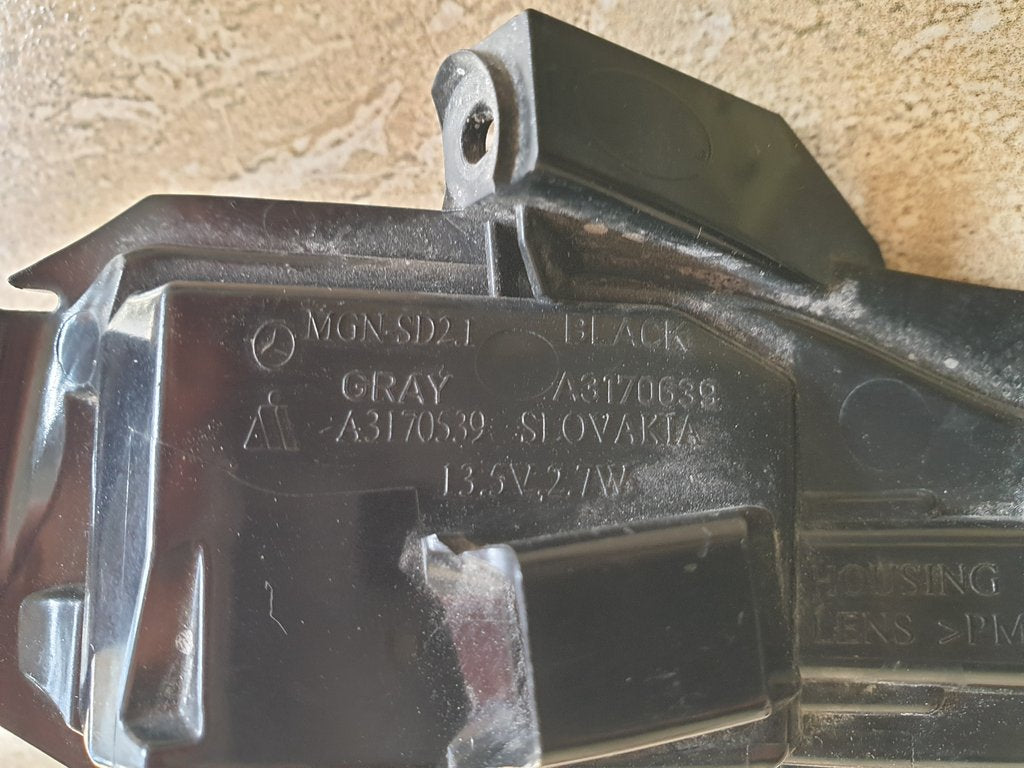 MGN-SD2.1 BLACK
GRAY A3170639
A3170539 SLOVAKIA
13.5V,2.7W
HOUSING
LENS >PM